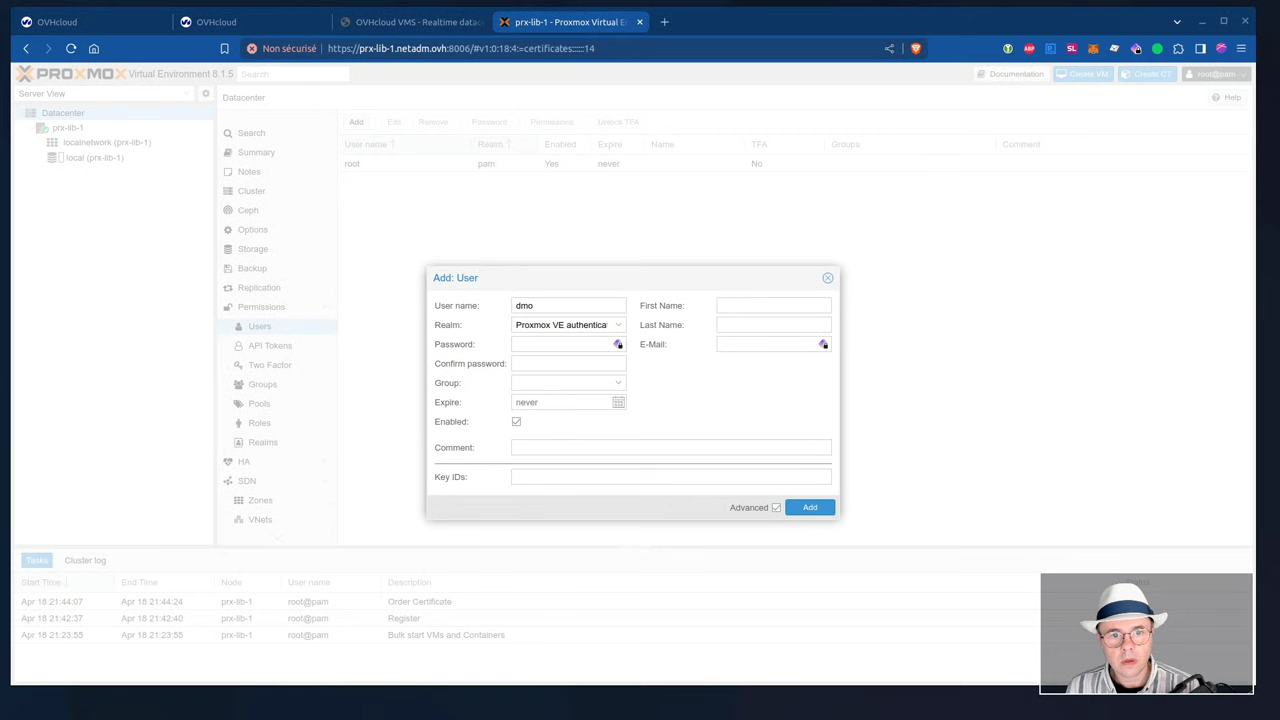 OVHcloud
OVHcloud
OVHcloud VMS - Realtime datac
prx-lib-1 - Proxmox Virtual E
Non sécurisé
https://prx-lib-1.netadm.ovh:8006/#v1:0:18:4:=certificates::::::14
PROXMOX Virtual Environment 8.1.5
Search
Documentation
Create VM
Create CT
root@pam
Server View
Datacenter
Help
Datacenter
prx-lib-1
localnetwork (prx-lib-1)
local (prx-lib-1)
Search
Summary
Notes
Cluster
Ceph
Options
Storage
Backup
Replication
Permissions
Users
API Tokens
Two Factor
Groups
Pools
Roles
Realms
HA
SDN
Zones
VNets
Add Edit Remove Password Permissions Unlock TFA
User name Realm Enabled Expire Name TFA Groups Comment
root pam Yes never No
Add: User
User name: dmo First Name:
Realm: Proxmox VE authenticat Last Name:
Password: E-Mail:
Confirm password:
Group:
Expire: never
Enabled:
Comment:
Key IDs:
Advanced Add
Tasks Cluster log
Start Time End Time Node User name Description Status
Apr 18 21:44:07 Apr 18 21:44:24 prx-lib-1 root@pam Order Certificate
Apr 18 21:42:37 Apr 18 21:42:40 prx-lib-1 root@pam Register
Apr 18 21:23:55 Apr 18 21:23:55 prx-lib-1 root@pam Bulk start VMs and Containers